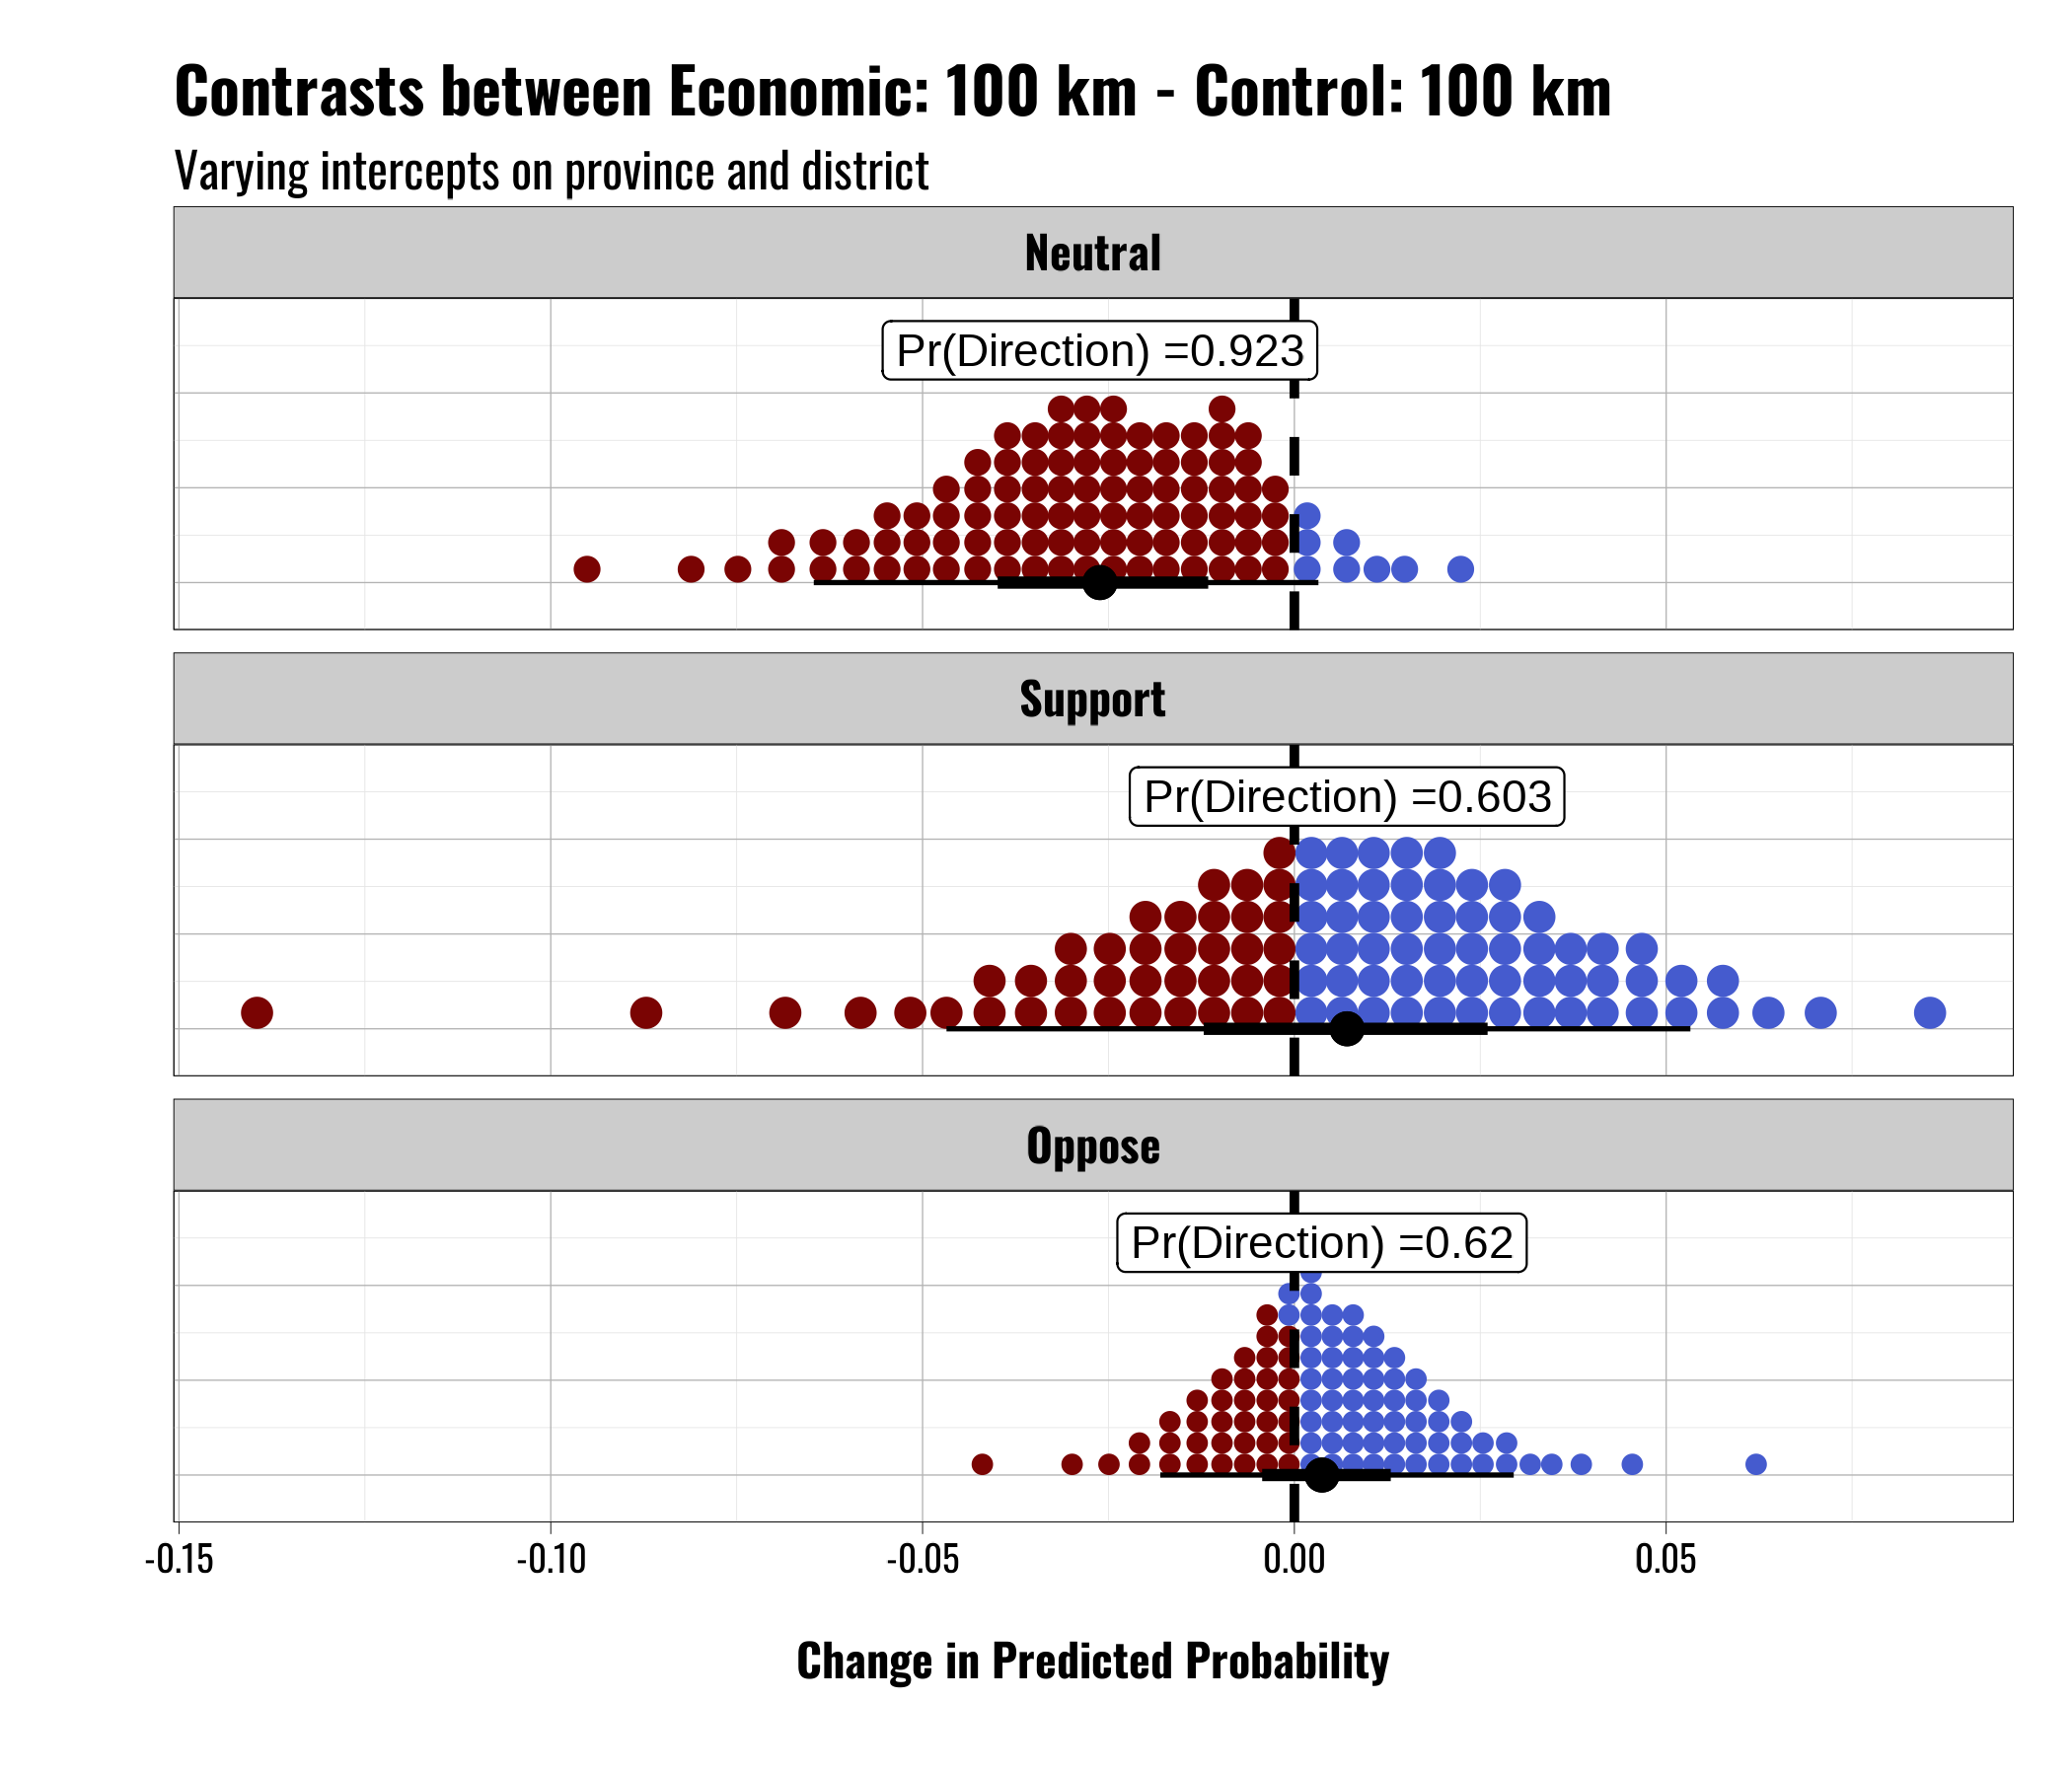 Contrasts between Economic: 100 km - Control: 100 km
Varying intercepts on province and district
Neutral
Pr(Direction) =0.923
Support
Pr(Direction) =0.603
Oppose
Pr(Direction) =0.62
-0.15 -0.10 -0.05 0.00 0.05
Change in Predicted Probability